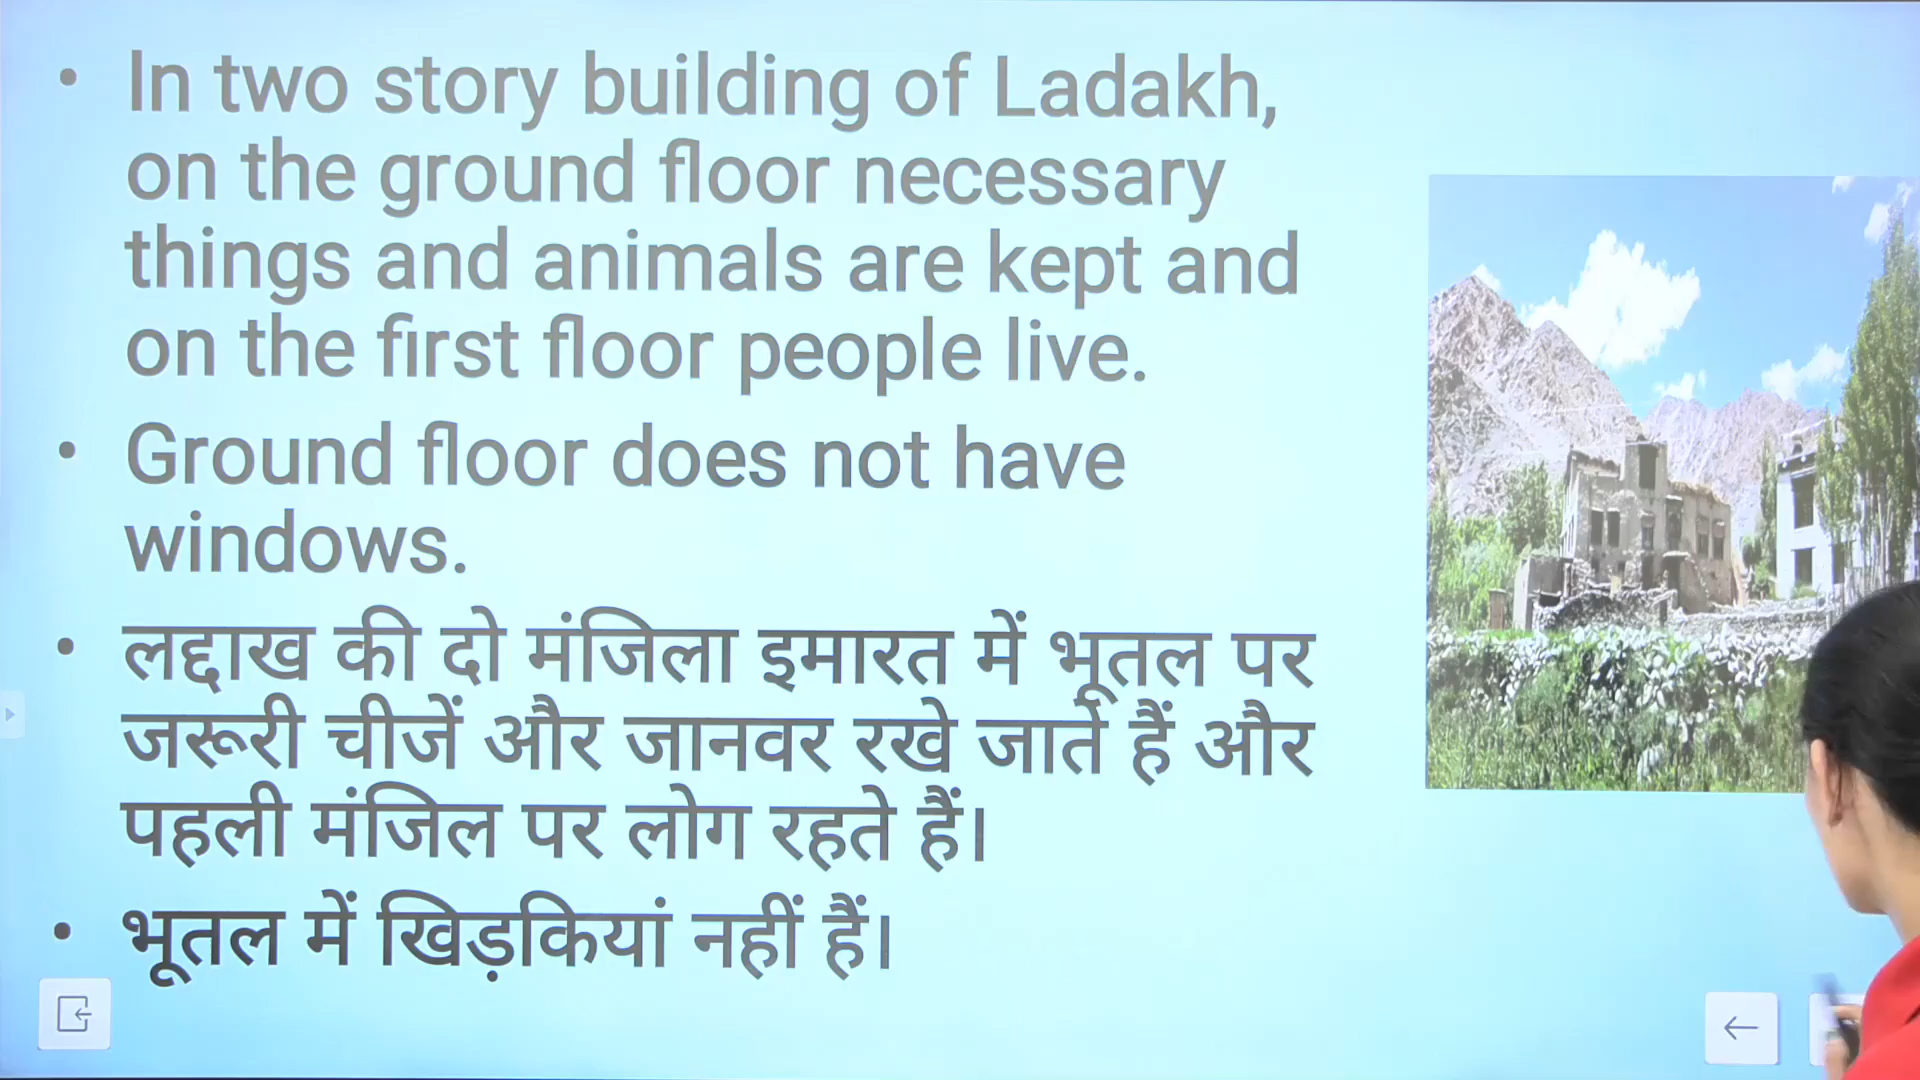 • In two story building of Ladakh,
on the ground floor necessary
things and animals are kept and
on the first floor people live.
• Ground floor does not have
windows.
• लद्दाख की दो मंजिला इमारत में भूतल पर
जरूरी चीजें और जानवर रखे जाते हैं और
पहली मंजिल पर लोग रहते हैं।
• भूतल में खिड़कियां नहीं हैं।